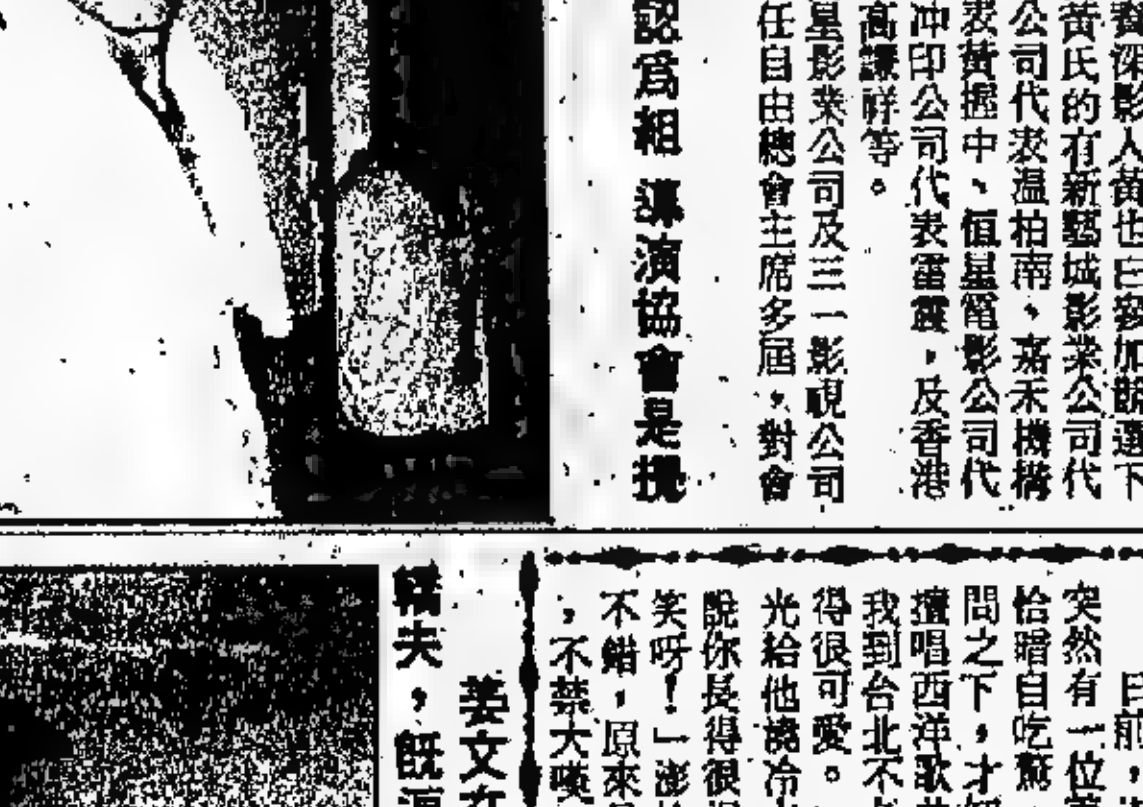 資深影人黃也白參加競選下
黃氏的有新藝城影業公司代
公司代表温柏南、嘉禾機構
表黃握中、恒星電影公司代
冲印公司代表雷震，反香港
高謙祥等。
星影業公司及三一影視公司
任自由總會主席多屆，對會
認爲組 導演協會是攪
日前，
突然有一位
恰暗自吃驚
問之下，才
擅唱西洋歌
我到台北不
得很可愛。
光給他澆冷
說你長得很
笑呀！」澎
不錯，原來
，不禁大嘆
姜文
夫，旣